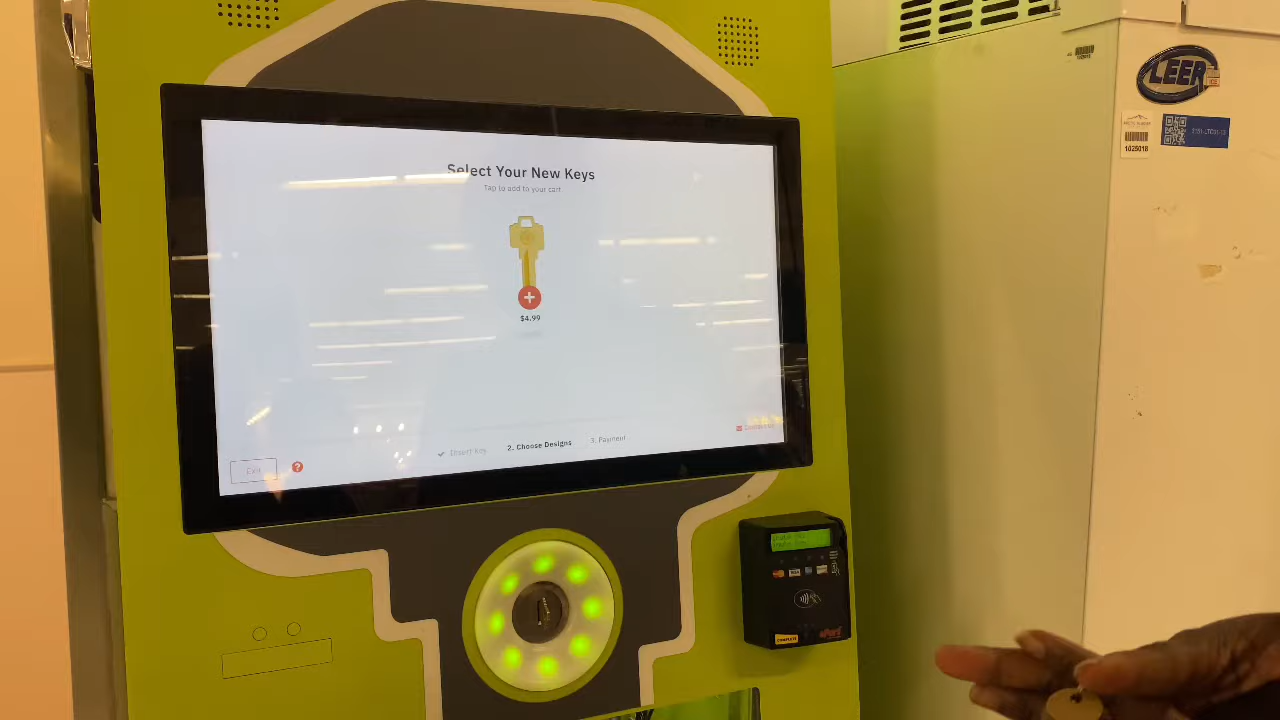 LEER
1025018
Select Your New Keys
Tap to add to your cart
$4.99
Insert Key
2. Choose Designs
3. Payment
Exit
?